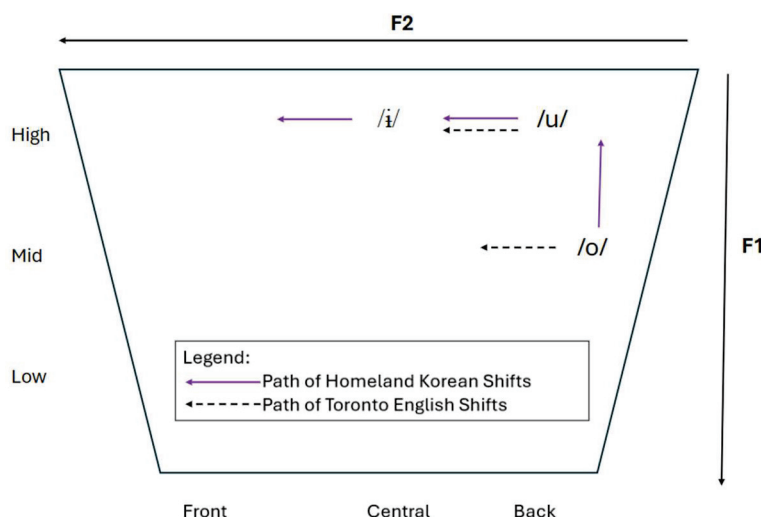 F2
High
/ɨ/
/u/
Mid
/o/
F1
Low
Legend:
Path of Homeland Korean Shifts
Path of Toronto English Shifts
Front
Central
Back